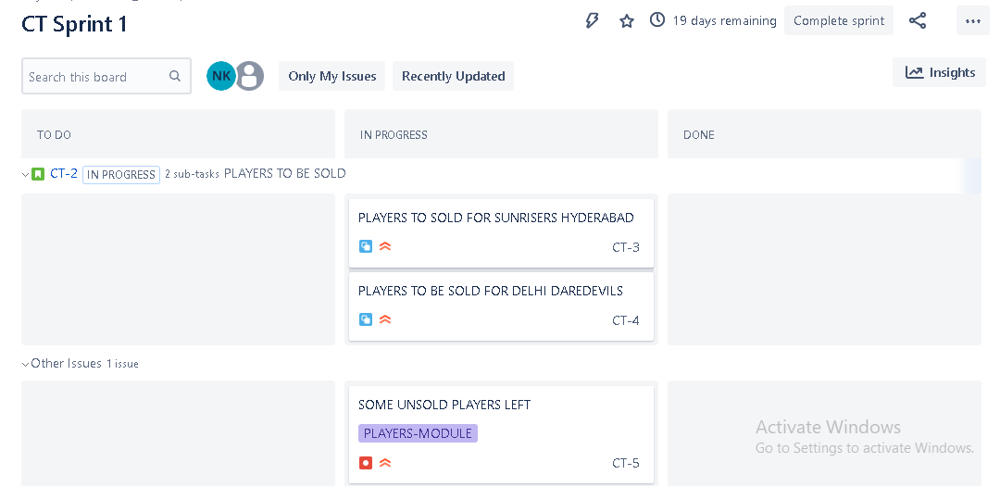 CT Sprint 1
19 days remaining
Complete sprint
Search this board
NK
Only My Issues
Recently Updated
Insights
TO DO
IN PROGRESS
DONE
CT-2 IN PROGRESS 2 sub-tasks PLAYERS TO BE SOLD
PLAYERS TO SOLD FOR SUNRISERS HYDERABAD
CT-3
PLAYERS TO BE SOLD FOR DELHI DAREDEVILS
CT-4
Other Issues 1 issue
SOME UNSOLD PLAYERS LEFT
PLAYERS-MODULE
CT-5
Activate Windows
Go to Settings to activate Windows.